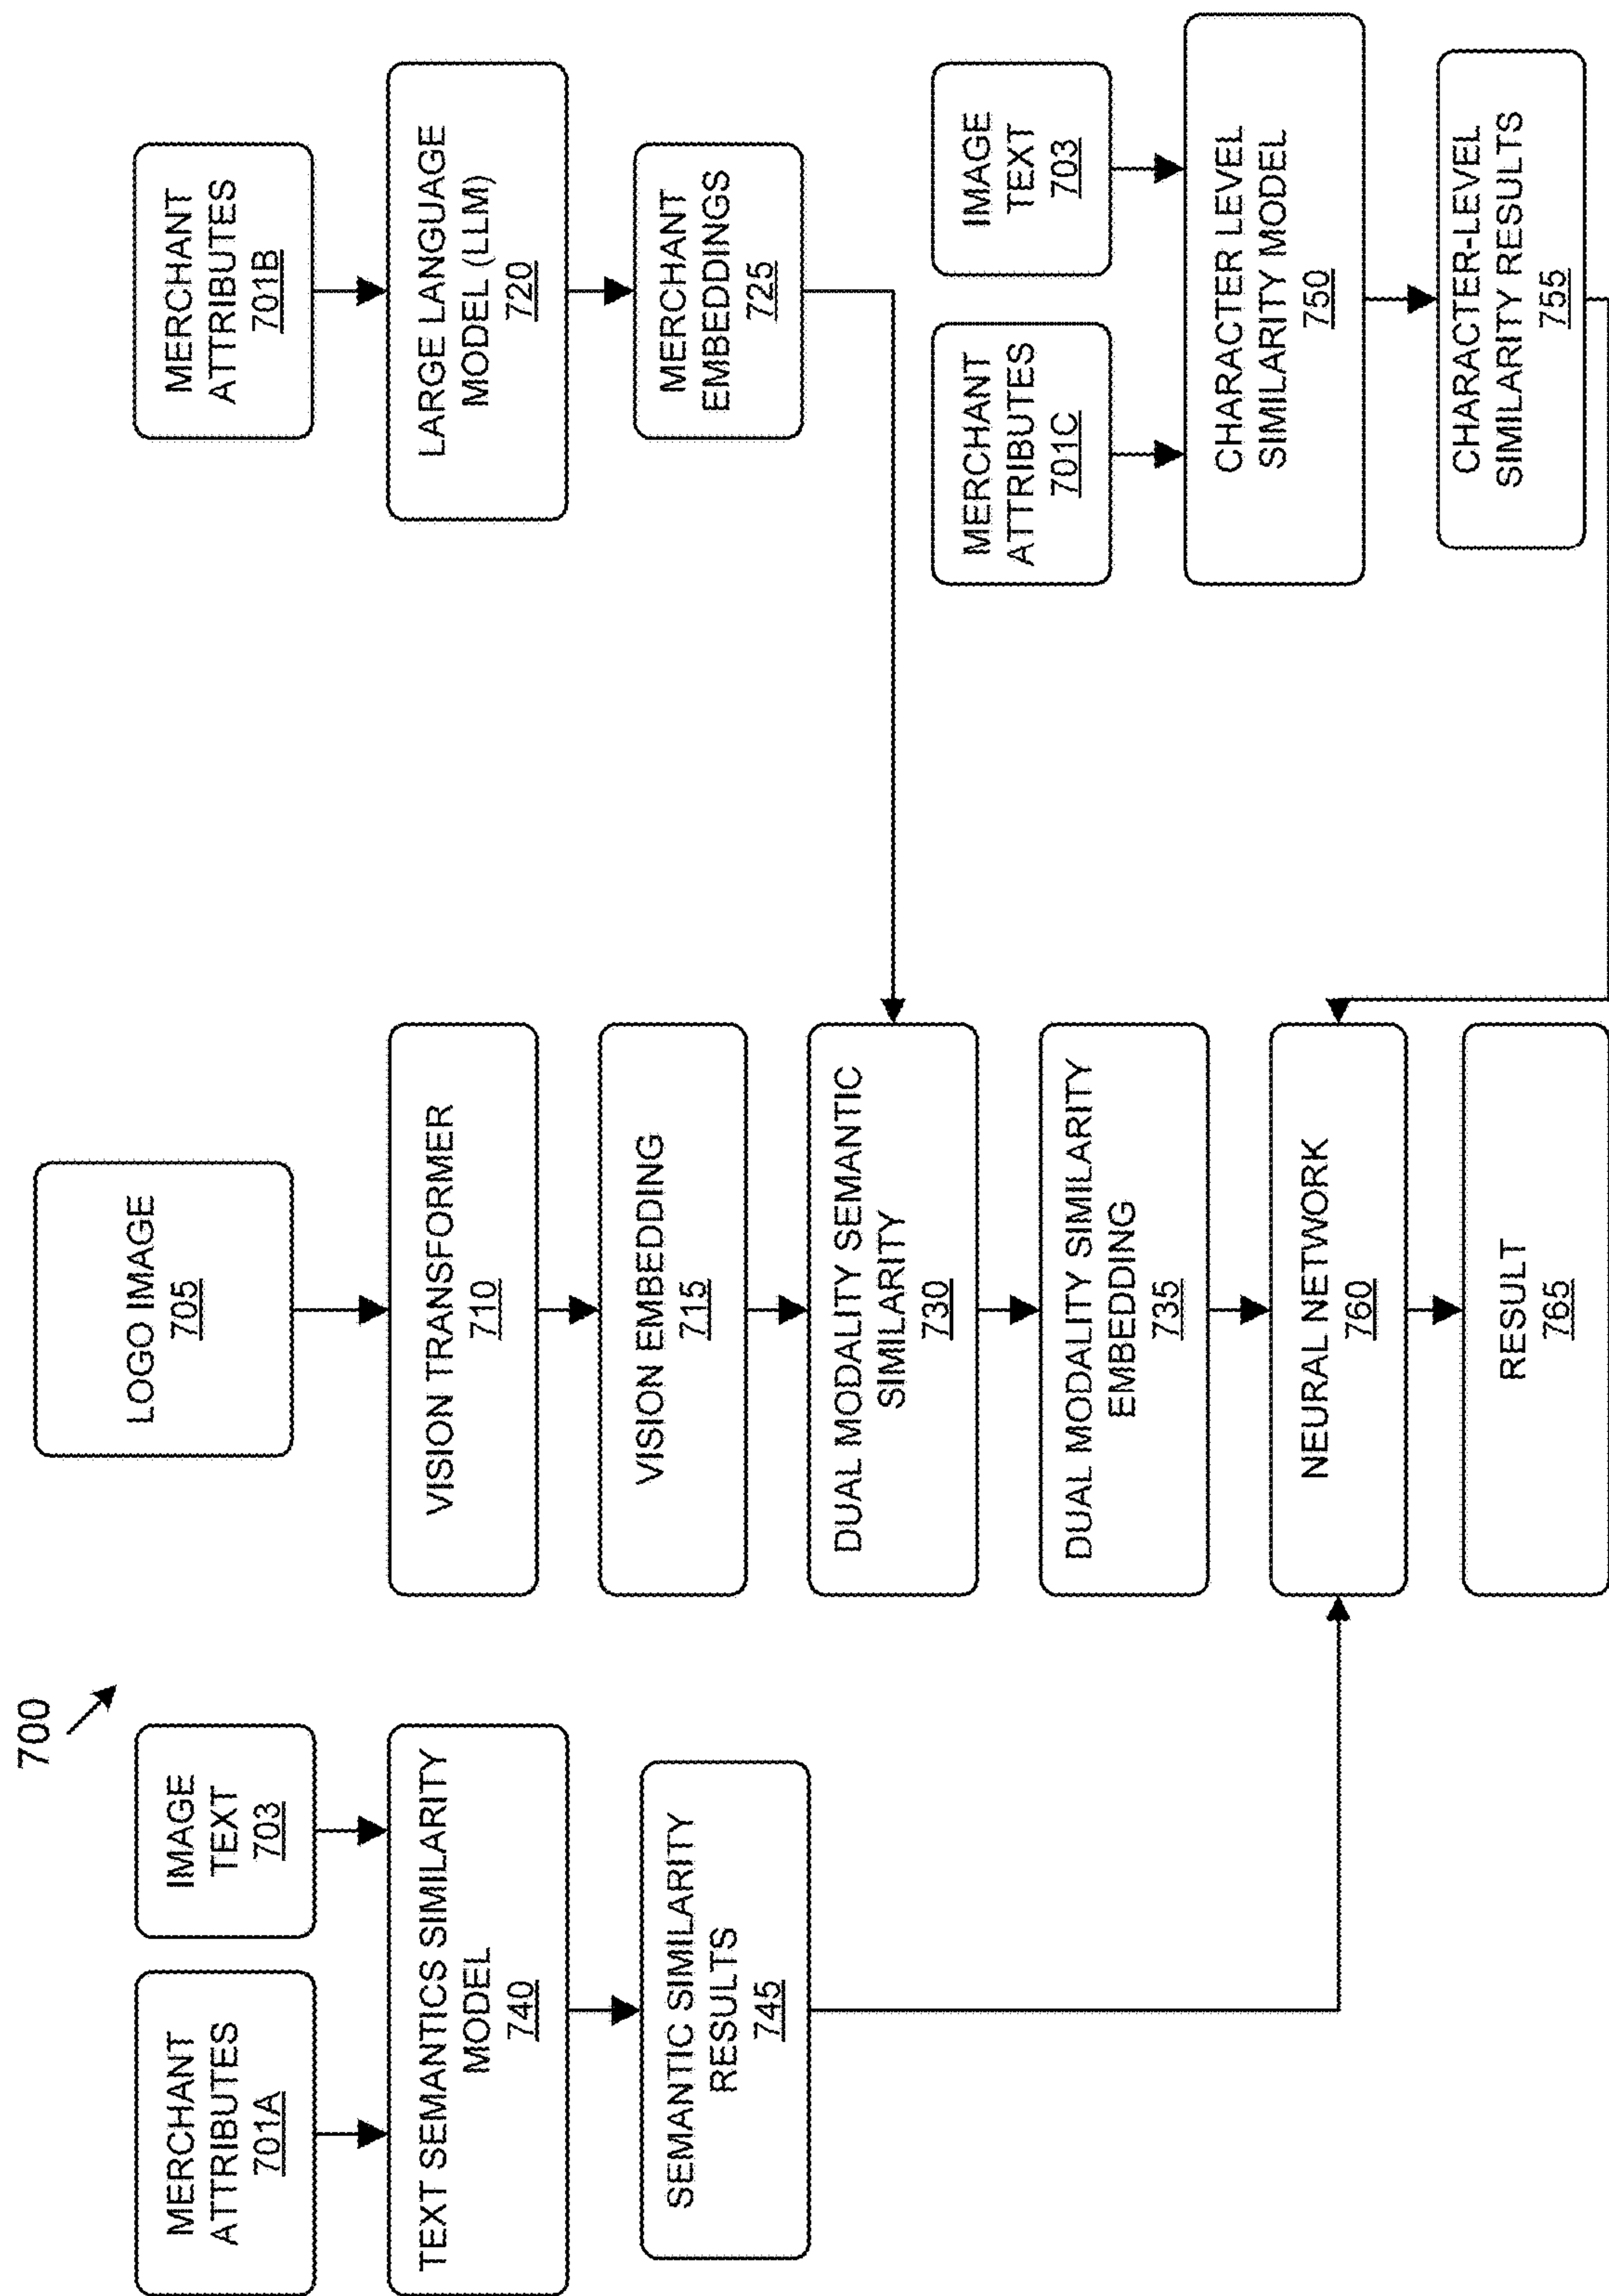 700
MERCHANT
ATTRIBUTES
701A
IMAGE
TEXT
703
TEXT SEMANTICS SIMILARITY
MODEL
740
SEMANTIC SIMILARITY
RESULTS
745
LOGO IMAGE
705
VISION TRANSFORMER
710
VISION EMBEDDING
715
DUAL MODALITY SEMANTIC
SIMILARITY
730
DUAL MODALITY SIMILARITY
EMBEDDING
735
NEURAL NETWORK
760
RESULT
765
MERCHANT
ATTRIBUTES
701B
LARGE LANGUAGE
MODEL (LLM)
720
MERCHANT
EMBEDDINGS
725
MERCHANT
ATTRIBUTES
701C
IMAGE
TEXT
703
CHARACTER LEVEL
SIMILARITY MODEL
750
CHARACTER-LEVEL
SIMILARITY RESULTS
755